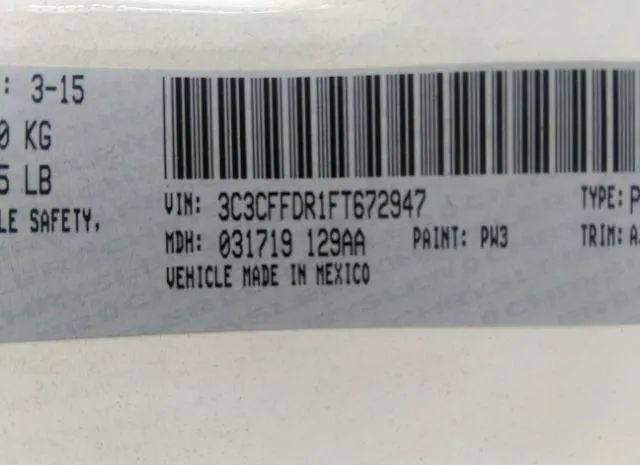 : 3-15
0 KG
5 LB
LE SAFETY,
VIN: 3C3CFFDR1FT672947
TYPE: P
MDH: 031719 129AA
PAINT: PW3
TRIM: A
VEHICLE MADE IN MEXICO